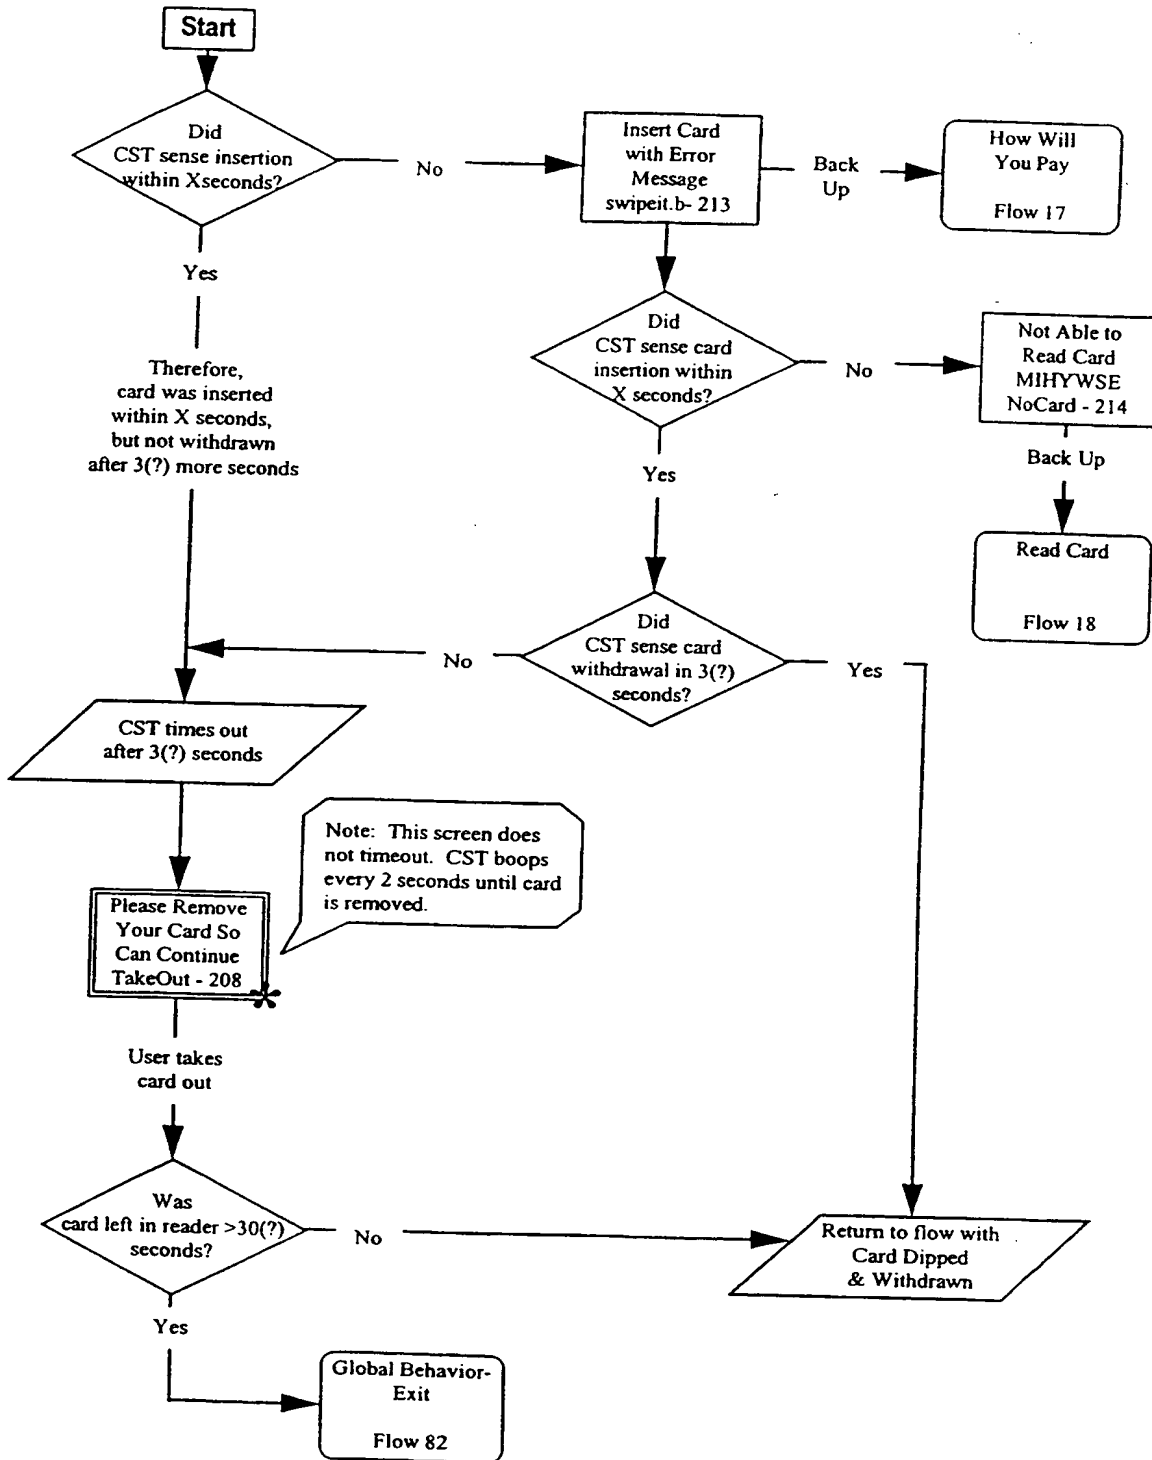 Start
Did
CST sense insertion
within Xseconds?
No
Insert Card
with Error
Message
swipeit.b- 213
Back
Up
How Will
You Pay
Flow 17
Yes
Therefore,
card was inserted
within X seconds,
but not withdrawn
after 3(?) more seconds
Did
CST sense card
insertion within
X seconds?
No
Not Able to
Read Card
MIHYWSE
NoCard - 214
Back Up
Read Card
Flow 18
Yes
Did
CST sense card
withdrawal in 3(?)
seconds?
No
Yes
CST times out
after 3(?) seconds
Note: This screen does
not timeout. CST boops
every 2 seconds until card
is removed.
Please Remove
Your Card So
Can Continue
TakeOut - 208
User takes
card out
Was
card left in reader >30(?)
seconds?
No
Return to flow with
Card Dipped
& Withdrawn
Yes
Global Behavior-
Exit
Flow 82